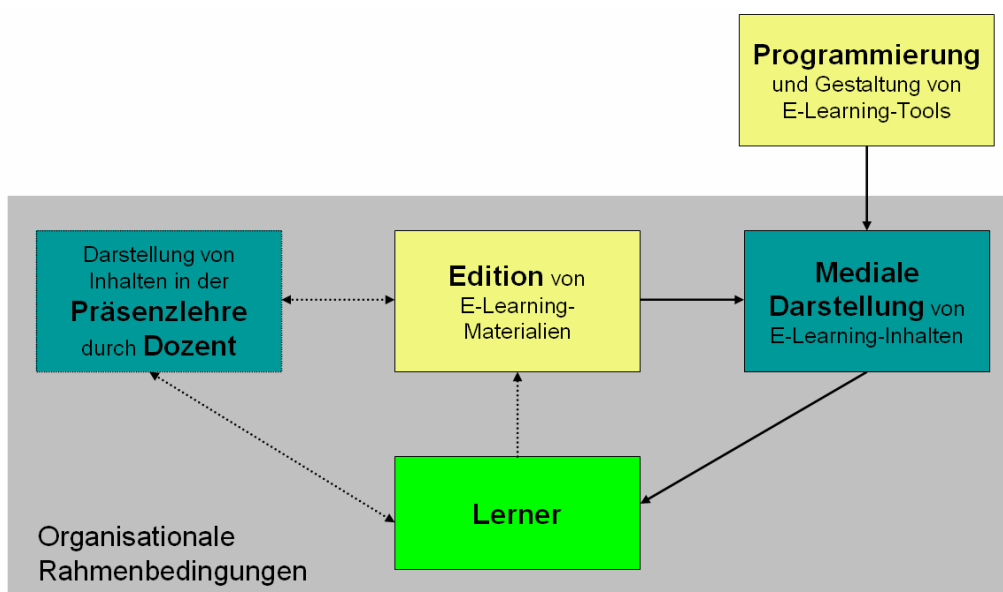 Programmierung
und Gestaltung von
E-Learning-Tools
Darstellung von
Inhalten in der
Präsenzlehre
durch Dozent
Edition von
E-Learning-
Materialien
Mediale
Darstellung von
E-Learning-Inhalten
Lerner
Organisationale
Rahmenbedingungen